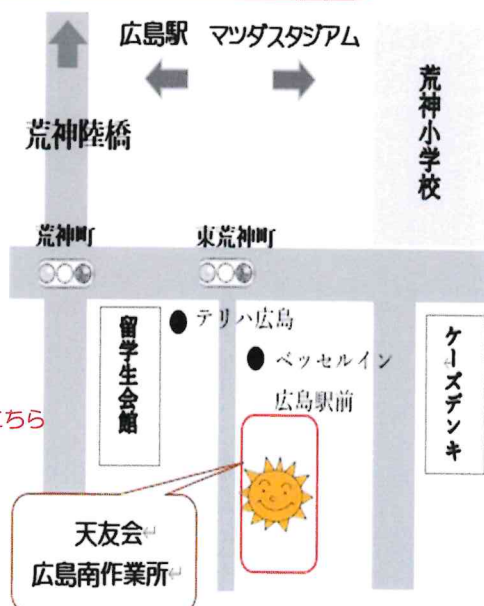 広島駅 マツダスタジアム
荒神陸橋
荒神小学校
荒神町
東荒神町
テリハ広島
留学生会館
ベッセルイン
広島駅前
ケーズデンキ
こちら
天友会
広島南作業所